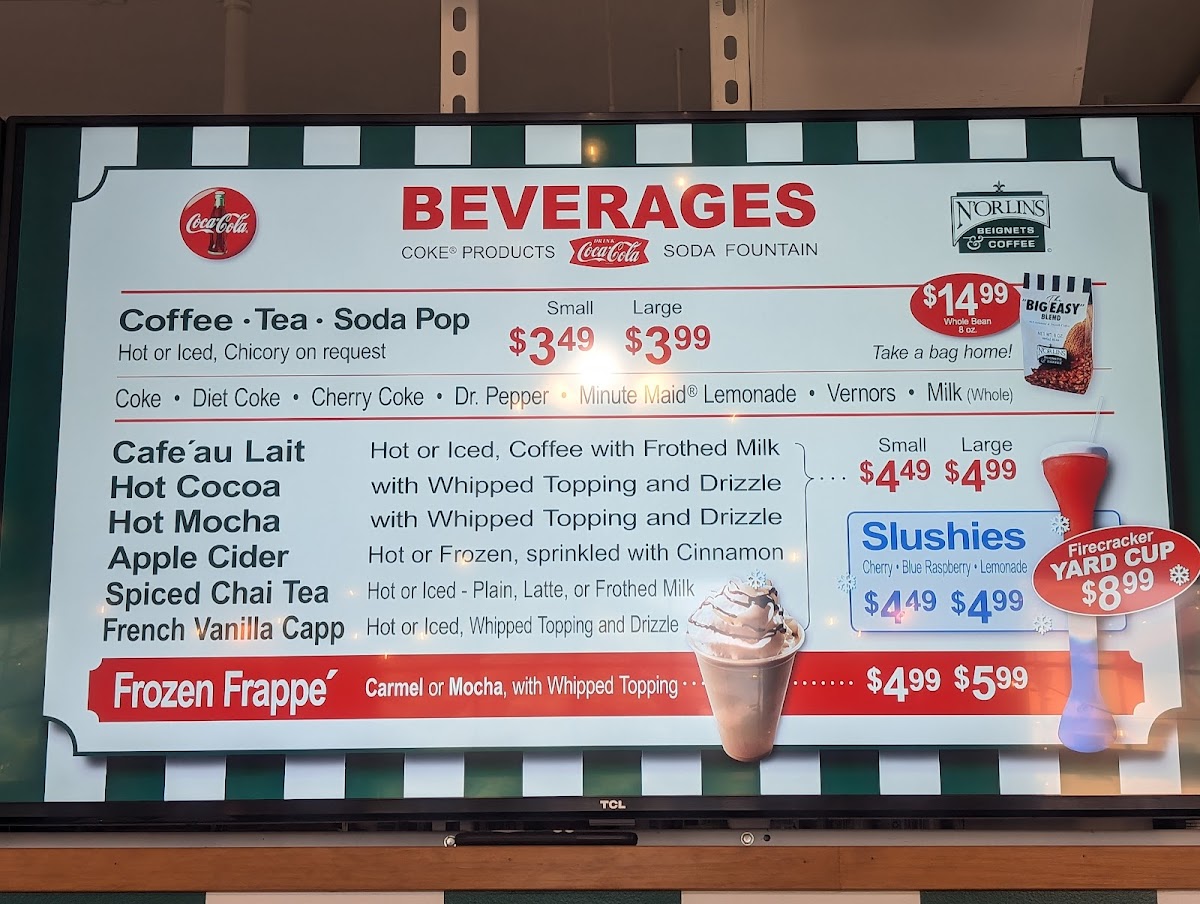 Coca-Cola
BEVERAGES
COKE® PRODUCTS DRINK Coca-Cola SODA FOUNTAIN
N'ORLINS
BEIGNETS
& COFFEE
Coffee · Tea · Soda Pop
Hot or Iced, Chicory on request
Small Large
$3.49 $3.99
$14.99
Whole Bean
8 oz.
Take a bag home!
The
"BIG EASY"
BLEND
N'ORLINS
Coke • Diet Coke • Cherry Coke • Dr. Pepper • Minute Maid® Lemonade • Vernors • Milk (Whole)
Small Large
$4.49 $4.99
Cafe´au Lait Hot or Iced, Coffee with Frothed Milk
Hot Cocoa with Whipped Topping and Drizzle
Hot Mocha with Whipped Topping and Drizzle
Apple Cider Hot or Frozen, sprinkled with Cinnamon
Spiced Chai Tea Hot or Iced - Plain, Latte, or Frothed Milk
French Vanilla Capp Hot or Iced, Whipped Topping and Drizzle
Slushies
Cherry • Blue Raspberry • Lemonade
$4.49 $4.99
Firecracker
YARD CUP
$8.99
Frozen Frappe´ Carmel or Mocha, with Whipped Topping $4.99 $5.99
TCL